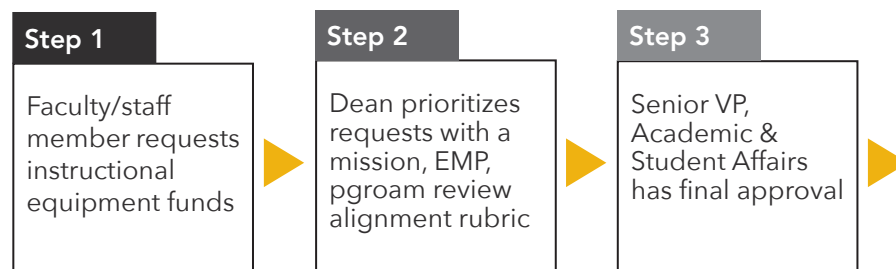 Step 1
Faculty/staff
member requests
instructional
equipment funds
Step 2
Dean prioritizes
requests with a
mission, EMP,
pgroam review
alignment rubric
Step 3
Senior VP,
Academic &
Student Affairs
has final approval